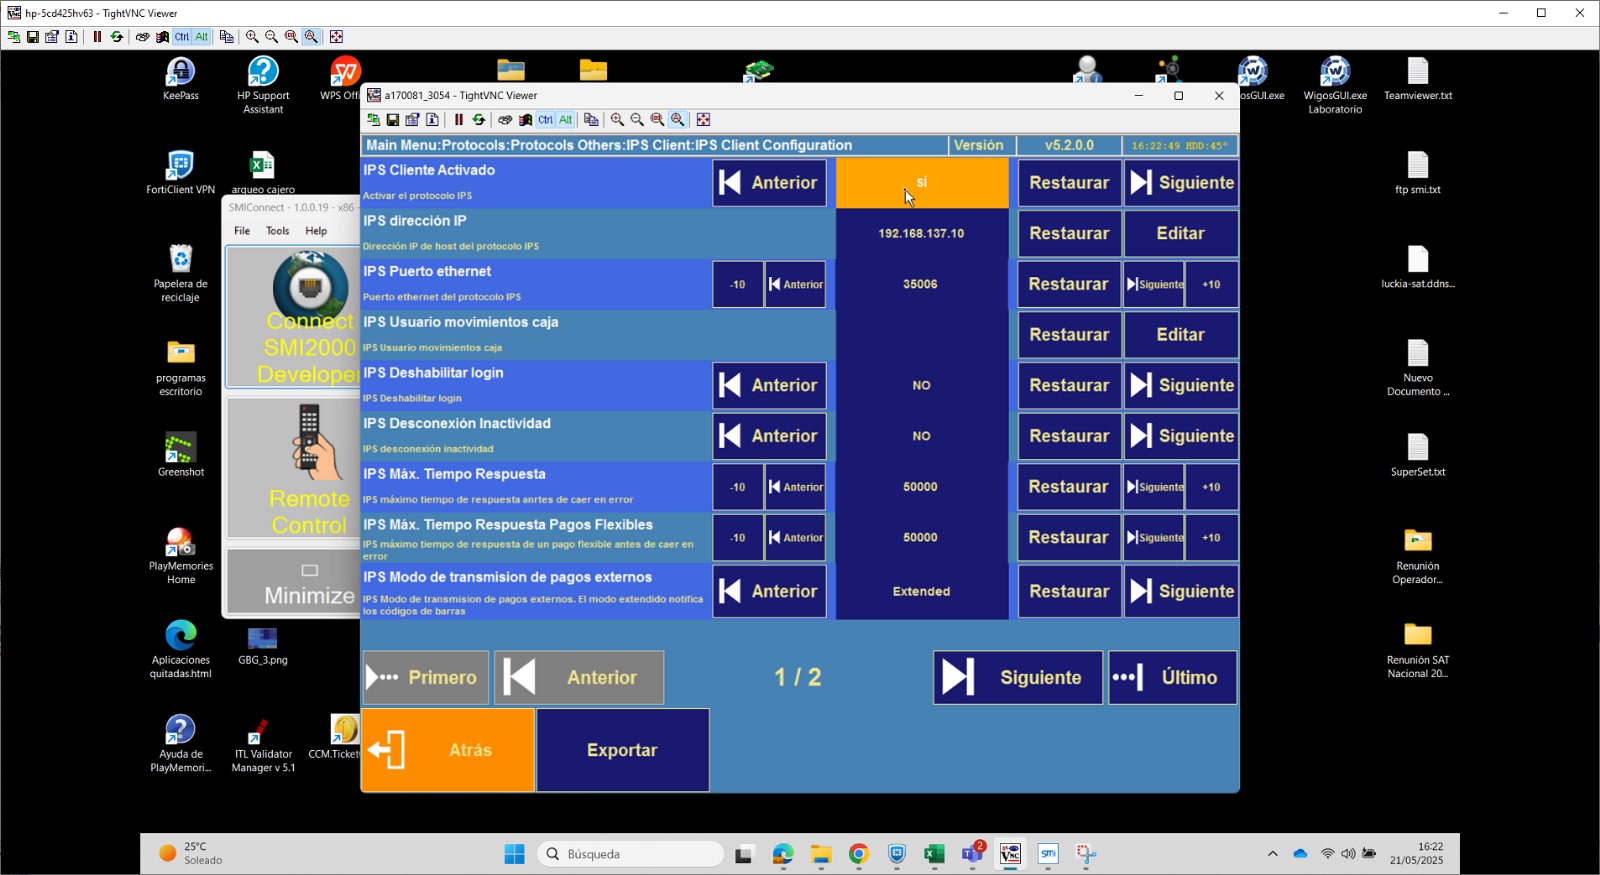 hp-5cd425hv63 - TightVNC Viewer
Ctrl Alt
KeePass
HP Support
Assistant
WPS Offi
osGUI.exe
WigosGUI.exe
Laboratorio
Teamviewer.txt
FortiClient VPN
arqueo cajero
ftp smi.txt
Papelera de
reciclaje
luckia-sat.ddns...
programas
escritorio
Nuevo
Documento ...
Greenshot
SuperSet.txt
PlayMemories
Home
Renunión
Operador...
Aplicaciones
quitadas.html
GBG_3.png
Renunión SAT
Nacional 20...
Ayuda de
PlayMemori...
ITL Validator
Manager v 5.1
CCM.Ticket
SMIConnect - 1.0.0.19 - x86 -
File Tools Help
Connect
SMI2000
Developer
Remote
Control
Minimize
a170081_3054 - TightVNC Viewer
Ctrl Alt
Main Menu:Protocols:Protocols Others:IPS Client:IPS Client Configuration Versión v5.2.0.0 16:22:49 HDD:45°
IPS Cliente Activado
Activar el protocolo IPS
Anterior sí Restaurar Siguiente
IPS dirección IP
Dirección IP de host del protocolo IPS
192.168.137.10 Restaurar Editar
IPS Puerto ethernet
Puerto ethernet del protocolo IPS
-10 Anterior 35006 Restaurar Siguiente +10
IPS Usuario movimientos caja
IPS Usuario movimientos caja
Restaurar Editar
IPS Deshabilitar login
IPS Deshabilitar login
Anterior NO Restaurar Siguiente
IPS Desconexión Inactividad
IPS desconexión inactividad
Anterior NO Restaurar Siguiente
IPS Máx. Tiempo Respuesta
IPS máximo tiempo de respuesta anrtes de caer en error
-10 Anterior 50000 Restaurar Siguiente +10
IPS Máx. Tiempo Respuesta Pagos Flexibles
IPS máximo tiempo de respuesta de un pago flexible antes de caer en
error
-10 Anterior 50000 Restaurar Siguiente +10
IPS Modo de transmision de pagos externos
IPS Modo de transmision de pagos externos. El modo extendido notifica
los códigos de barras
Anterior Extended Restaurar Siguiente
Primero Anterior 1 / 2 Siguiente Último
Atrás Exportar
25°C
Soleado
Búsqueda
2
VNC
SMI
16:22
21/05/2025